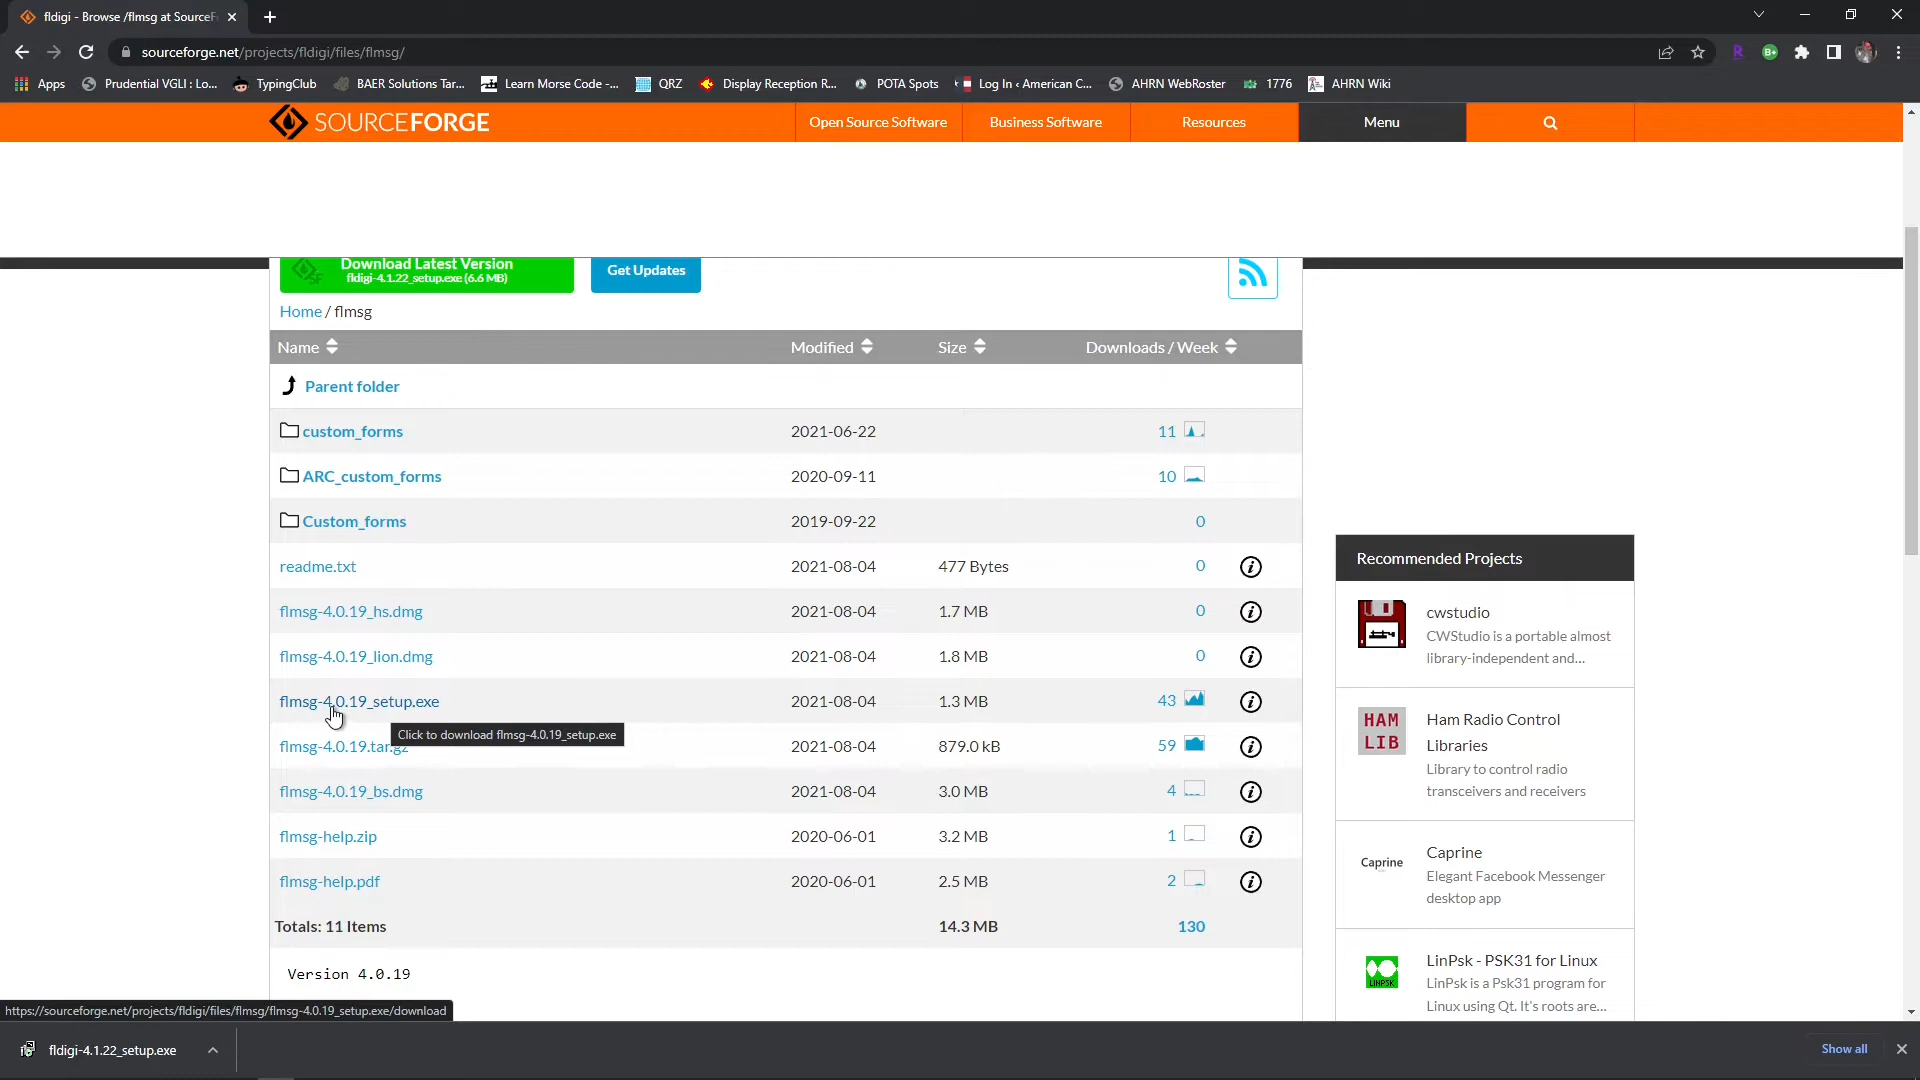 fldigi - Browse /flmsg at SourceF
sourceforge.net/projects/fldigi/files/flmsg/
Apps
Prudential VGLI : Lo...
TypingClub
BAER Solutions Tar...
Learn Morse Code -...
QRZ
Display Reception R...
POTA Spots
Log In ‹ American C...
AHRN WebRoster
1776
AHRN Wiki
SOURCEFORGE
Open Source Software
Business Software
Resources
Menu
Download Latest Version
fldigi-4.1.22_setup.exe (6.6 MB)
Get Updates
Home / flmsg
Name Modified Size Downloads / Week
Parent folder
custom_forms 2021-06-22 11
ARC_custom_forms 2020-09-11 10
Custom_forms 2019-09-22 0
readme.txt 2021-08-04 477 Bytes 0
flmsg-4.0.19_hs.dmg 2021-08-04 1.7 MB 0
flmsg-4.0.19_lion.dmg 2021-08-04 1.8 MB 0
flmsg-4.0.19_setup.exe 2021-08-04 1.3 MB 43
Click to download flmsg-4.0.19_setup.exe
flmsg-4.0.19.tar.gz 2021-08-04 879.0 kB 59
flmsg-4.0.19_bs.dmg 2021-08-04 3.0 MB 4
flmsg-help.zip 2020-06-01 3.2 MB 1
flmsg-help.pdf 2020-06-01 2.5 MB 2
Totals: 11 Items 14.3 MB 130
Version 4.0.19
Recommended Projects
cwstudio
CWStudio is a portable almost
library-independent and...
HAM
LIB
Ham Radio Control
Libraries
Library to control radio
transceivers and receivers
Caprine
Caprine
Elegant Facebook Messenger
desktop app
LINPSK
LinPsk - PSK31 for Linux
LinPsk is a Psk31 program for
Linux using Qt. It's roots are...
https://sourceforge.net/projects/fldigi/files/flmsg/flmsg-4.0.19_setup.exe/download
fldigi-4.1.22_setup.exe
Show all